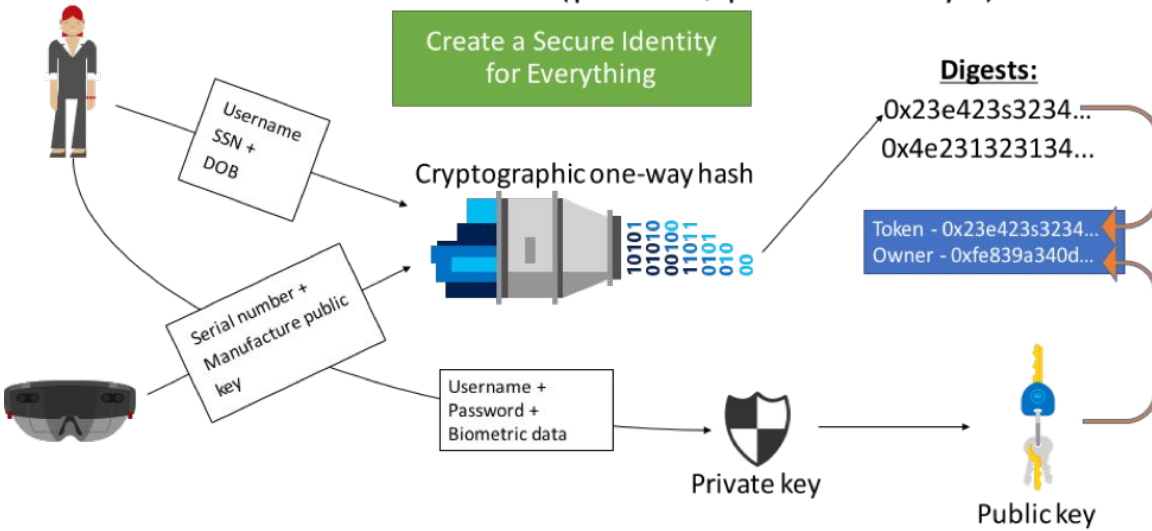 Create a Secure Identity
for Everything
Digests:
0x23e423s3234...
0x4e231323134...
Username
SSN +
DOB
Cryptographic one-way hash
10101
01010
00100
11011
0101
010
00
Token - 0x23e423s3234...
Owner - 0xfe839a340d...
Serial number +
Manufacture public
key
Username +
Password +
Biometric data
Private key
Public key